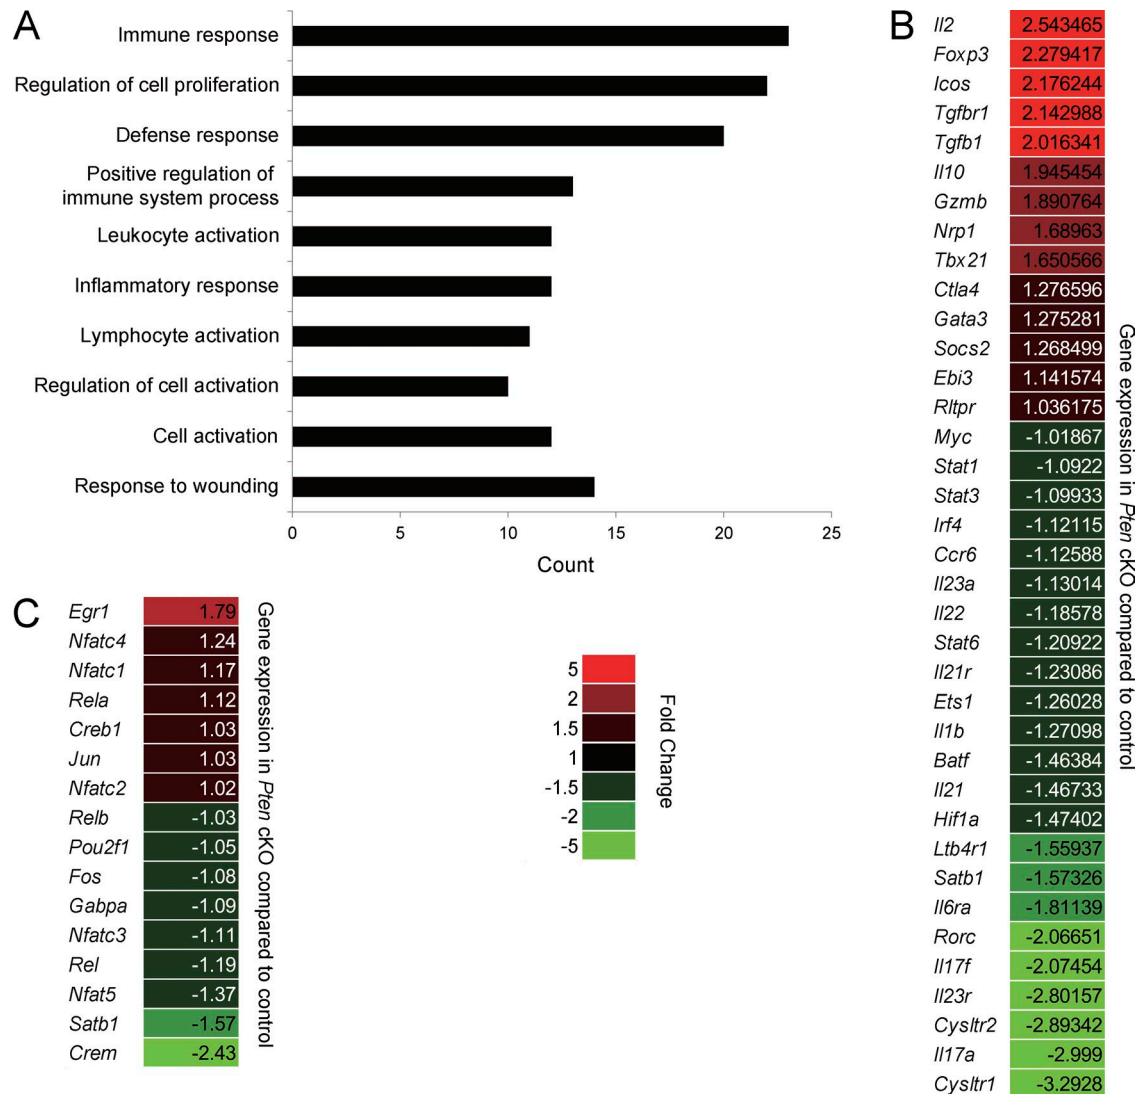 A
Immune response
Regulation of cell proliferation
Defense response
Positive regulation of
immune system process
Leukocyte activation
Inflammatory response
Lymphocyte activation
Regulation of cell activation
Cell activation
Response to wounding
0 5 10 15 20 25
Count
B
Il2 2.543465
Foxp3 2.279417
Icos 2.176244
Tgfbr1 2.142988
Tgfb1 2.016341
Il10 1.945454
Gzmb 1.890764
Nrp1 1.68963
Tbx21 1.650566
Ctla4 1.276596
Gata3 1.275281
Socs2 1.268499
Ebi3 1.141574
Rltpr 1.036175
Myc -1.01867
Stat1 -1.0922
Stat3 -1.09933
Irf4 -1.12115
Ccr6 -1.12588
Il23a -1.13014
Il22 -1.18578
Stat6 -1.20922
Il21r -1.23086
Ets1 -1.26028
Il1b -1.27098
Batf -1.46384
Il21 -1.46733
Hif1a -1.47402
Ltb4r1 -1.55937
Satb1 -1.57326
Il6ra -1.81139
Rorc -2.06651
Il17f -2.07454
Il23r -2.80157
Cysltr2 -2.89342
Il17a -2.999
Cysltr1 -3.2928
Gene expression in Pten cKO compared to control
C
Egr1 1.79
Nfatc4 1.24
Nfatc1 1.17
Rela 1.12
Creb1 1.03
Jun 1.03
Nfatc2 1.02
Relb -1.03
Pou2f1 -1.05
Fos -1.08
Gabpa -1.09
Nfatc3 -1.11
Rel -1.19
Nfat5 -1.37
Satb1 -1.57
Crem -2.43
Gene expression in Pten cKO compared to control
5
2
1.5
1
-1.5
-2
-5
Fold Change